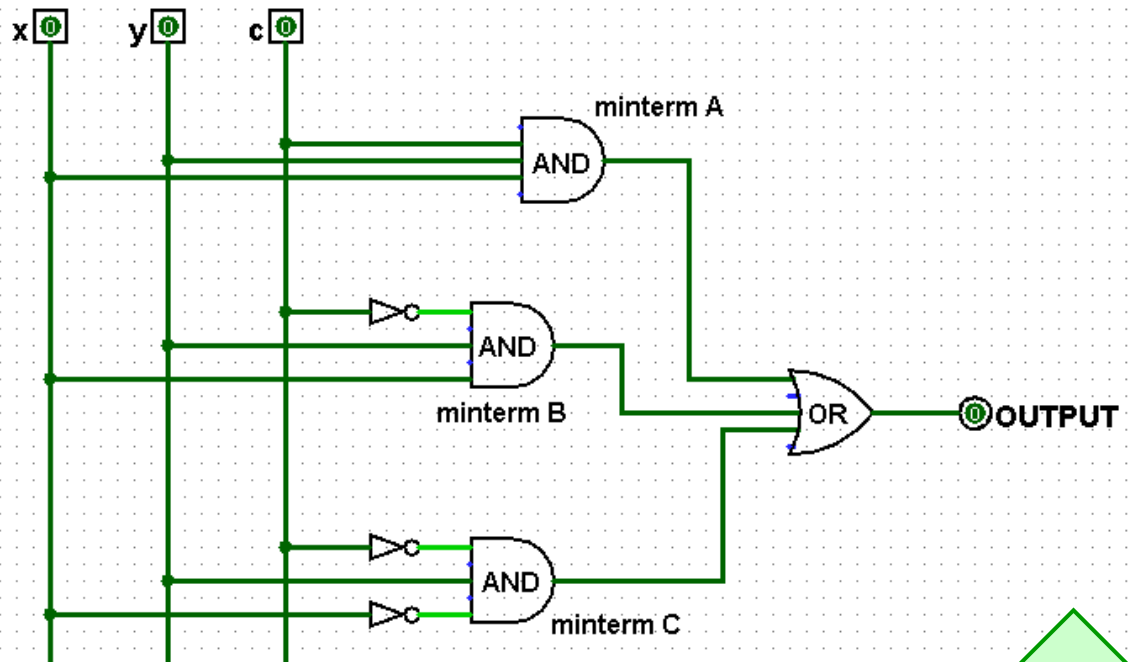 x 0 y 0 c 0
minterm A
AND
AND
minterm B
OR 0 OUTPUT
AND
minterm C